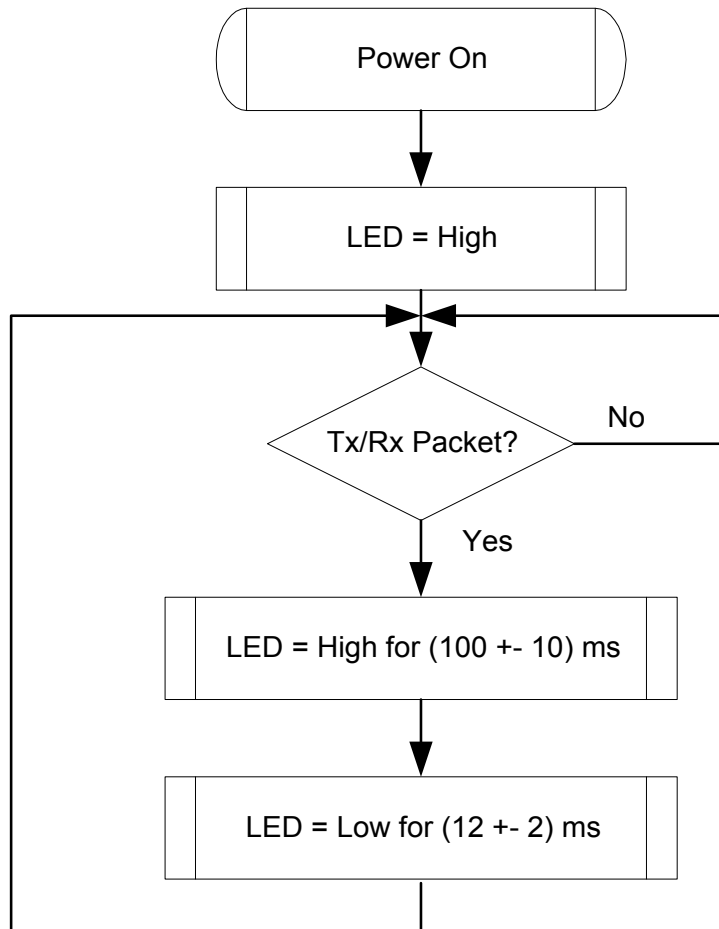 Power On
LED = High
Tx/Rx Packet?
No
Yes
LED = High for (100 +- 10) ms
LED = Low for (12 +- 2) ms